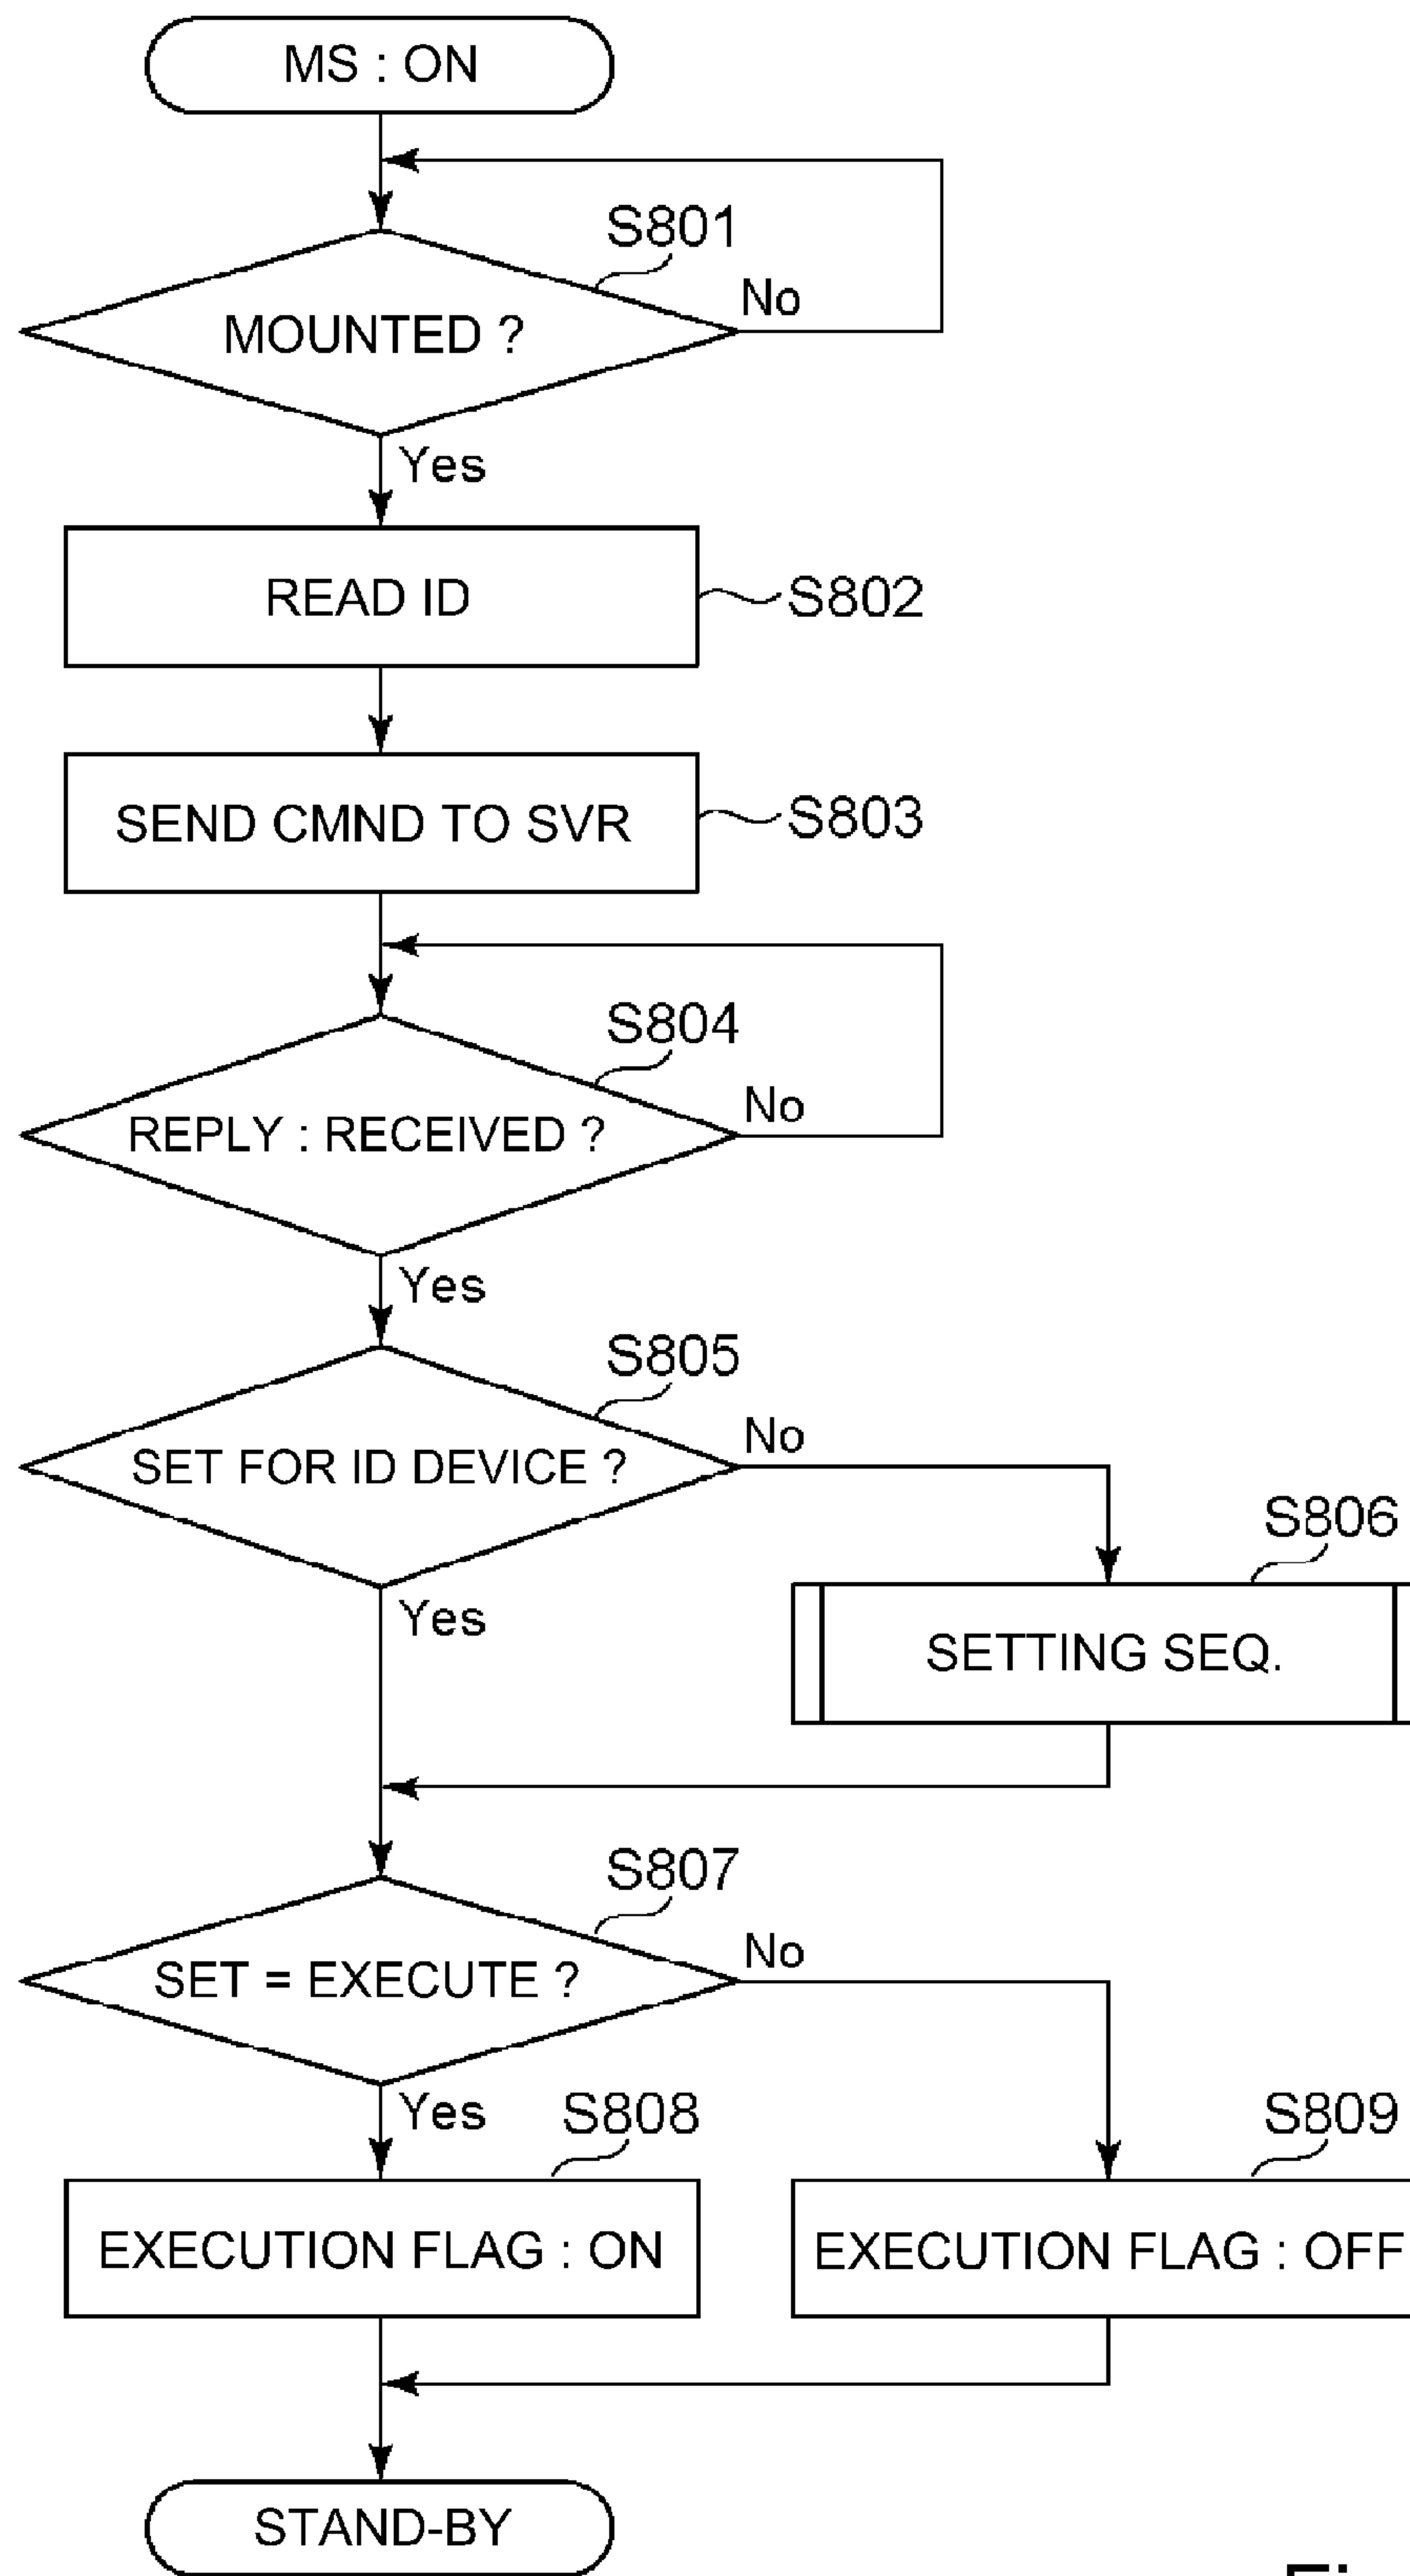 MS : ON
S801
No
MOUNTED ?
Yes
READ ID
S802
SEND CMND TO SVR
S803
S804
No
REPLY : RECEIVED ?
Yes
S805
No
SET FOR ID DEVICE ?
S806
Yes
SETTING SEQ.
S807
No
SET = EXECUTE ?
Yes
S808
S809
EXECUTION FLAG : ON
EXECUTION FLAG : OFF
STAND-BY